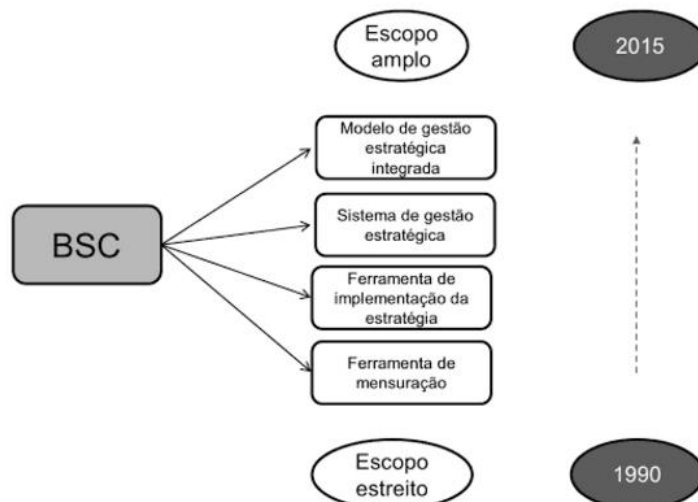 Escopo
amplo
2015
Modelo de gestão
estratégica
integrada
Sistema de gestão
estratégica
BSC
Ferramenta de
implementação da
estratégia
Ferramenta de
mensuração
Escopo
estreito
1990